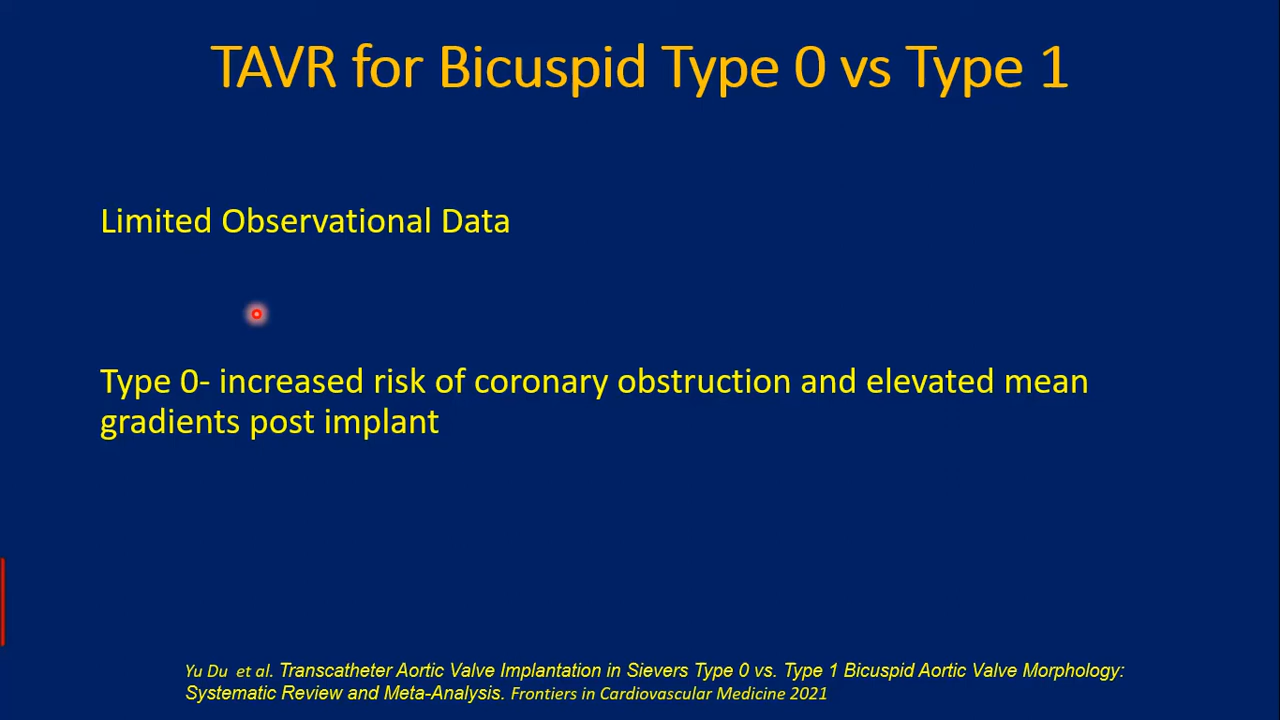 TAVR for Bicuspid Type 0 vs Type 1
Limited Observational Data
Type 0- increased risk of coronary obstruction and elevated mean
gradients post implant
Yu Du et al. Transcatheter Aortic Valve Implantation in Sievers Type 0 vs. Type 1 Bicuspid Aortic Valve Morphology:
Systematic Review and Meta-Analysis. Frontiers in Cardiovascular Medicine 2021